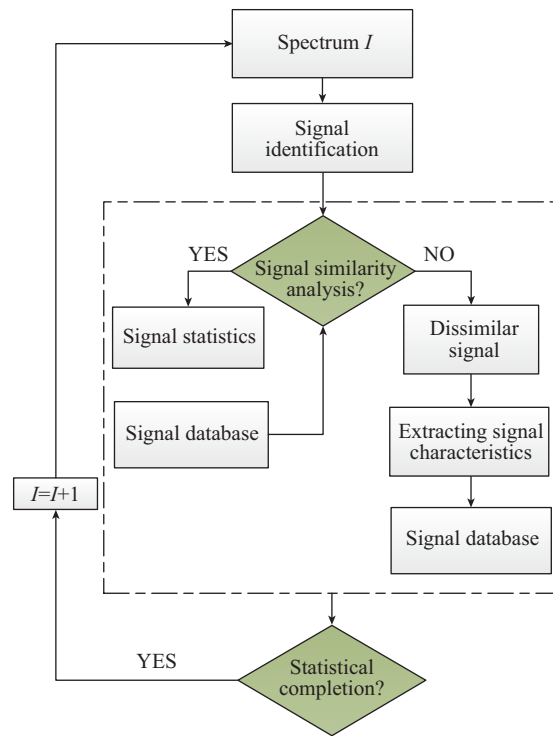 Spectrum I
Signal
identification
YES
NO
Signal similarity
analysis?
Signal statistics
Dissimilar
signal
Signal database
Extracting signal
characteristics
I=I+1
Signal database
YES
Statistical
completion?